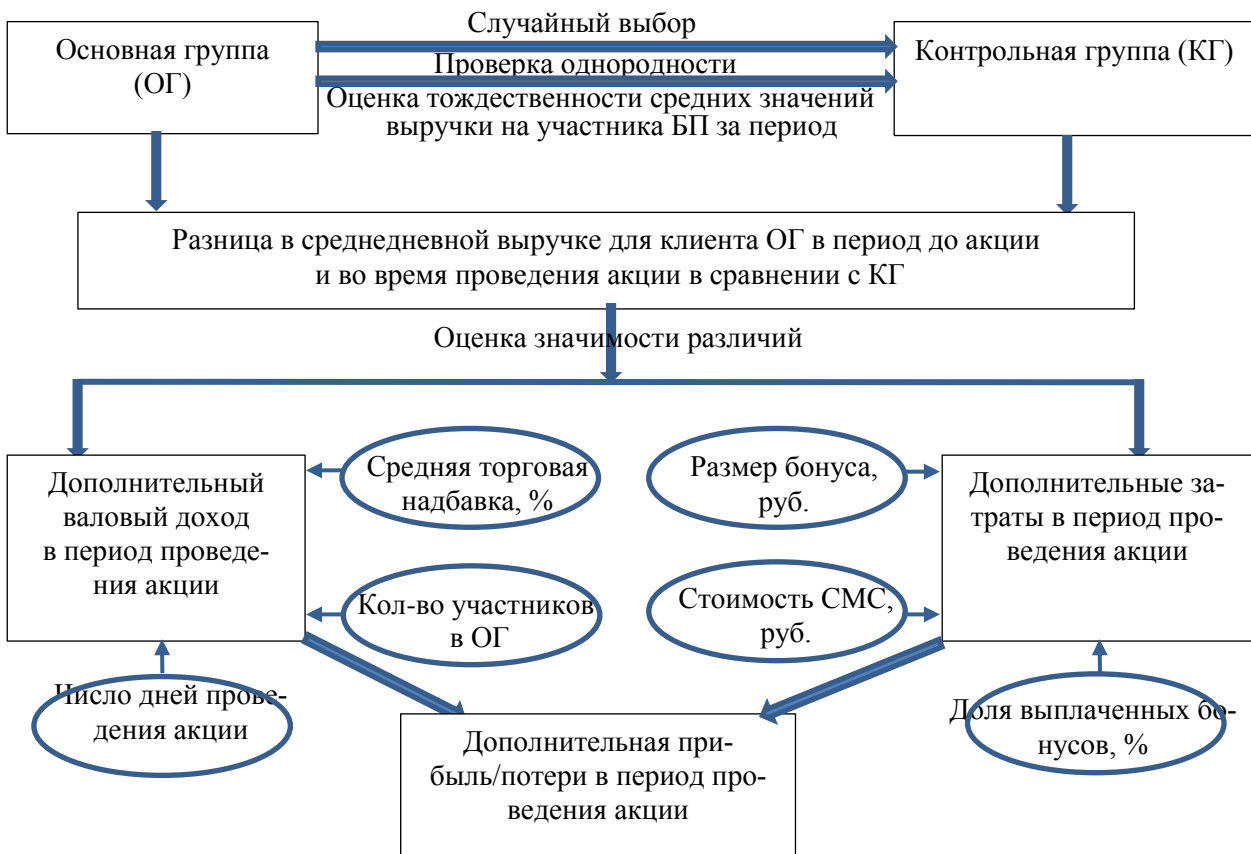 Случайный выбор
Основная группа
(ОГ)
Контрольная группа (КГ)
Проверка однородности
Оценка тождественности средних значений
выручки на участника БП за период
Разница в среднедневной выручке для клиента ОГ в период до акции
и во время проведения акции в сравнении с КГ
Оценка значимости различий
Дополнительный
валовый доход
в период проведе-
ния акции
Средняя торговая
надбавка, %
Размер бонуса,
руб.
Дополнительные за-
траты в период про-
ведения акции
Кол-во участников
в ОГ
Стоимость СМС,
руб.
Число дней прове-
дения акции
Доля выплаченных бо-
нусов, %
Дополнительная при-
быль/потери в период
проведения акции